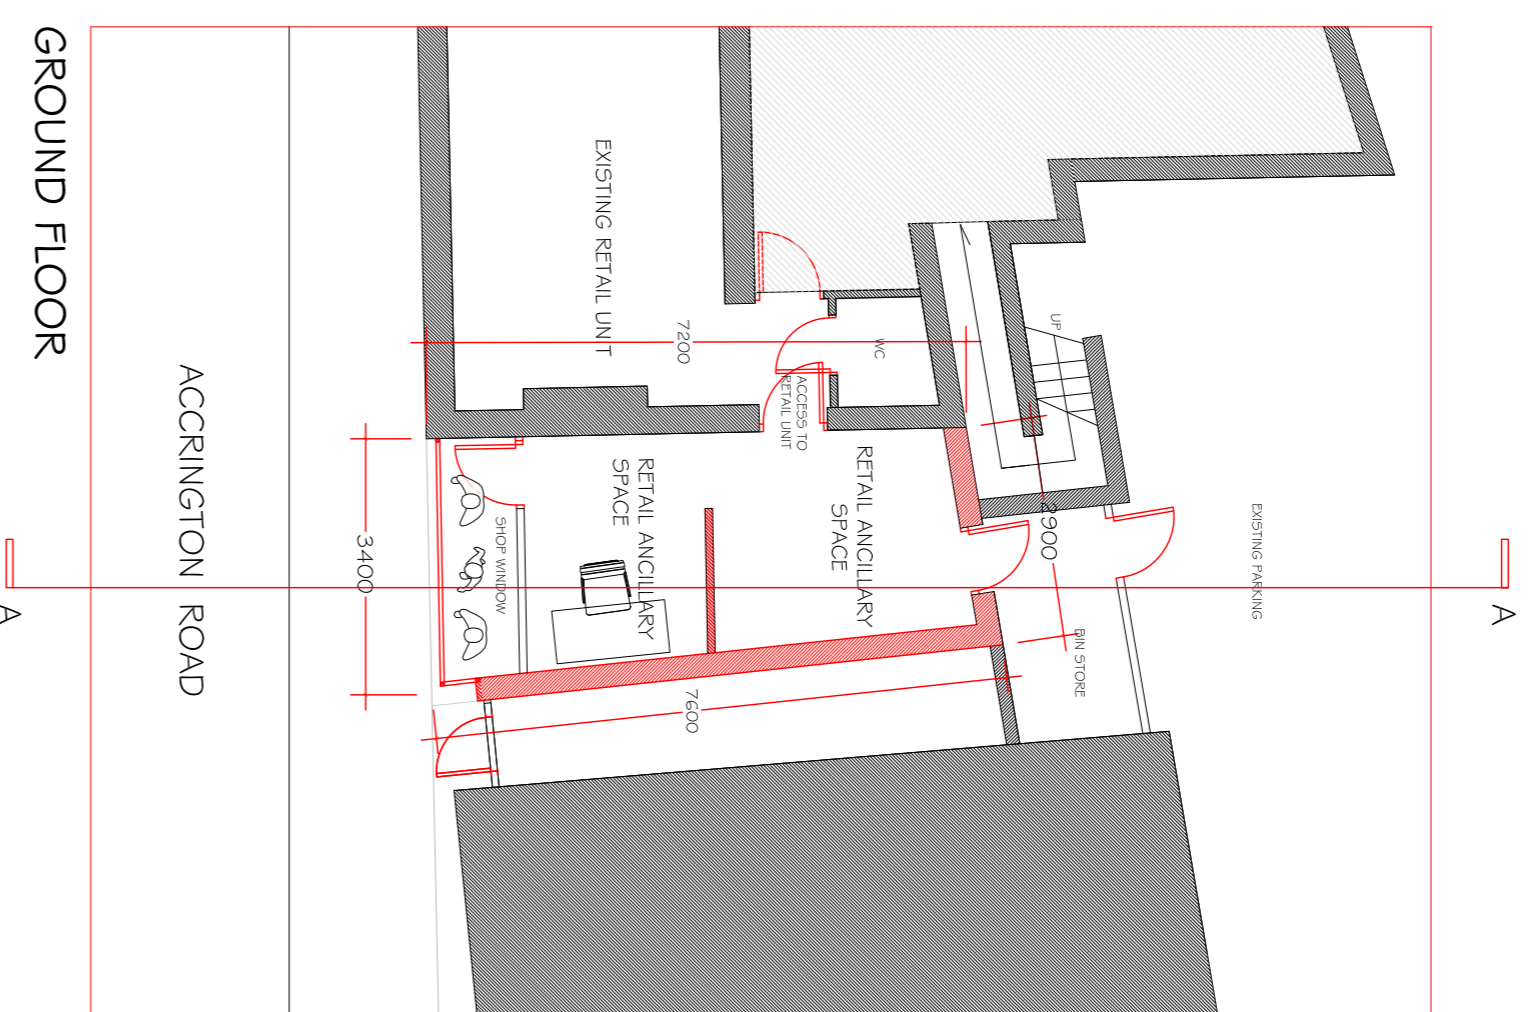 GROUND FLOOR
ACCRINGTON ROAD
EXISTING RETAIL UNIT
7200
WC
UP
ACCESS TO
RETAIL UNIT
RETAIL ANCILLARY
SPACE
RETAIL ANCILLARY
SPACE
SHOP WINDOW
3400
2900
7600
EXISTING PARKING
BIN STORE
A
A